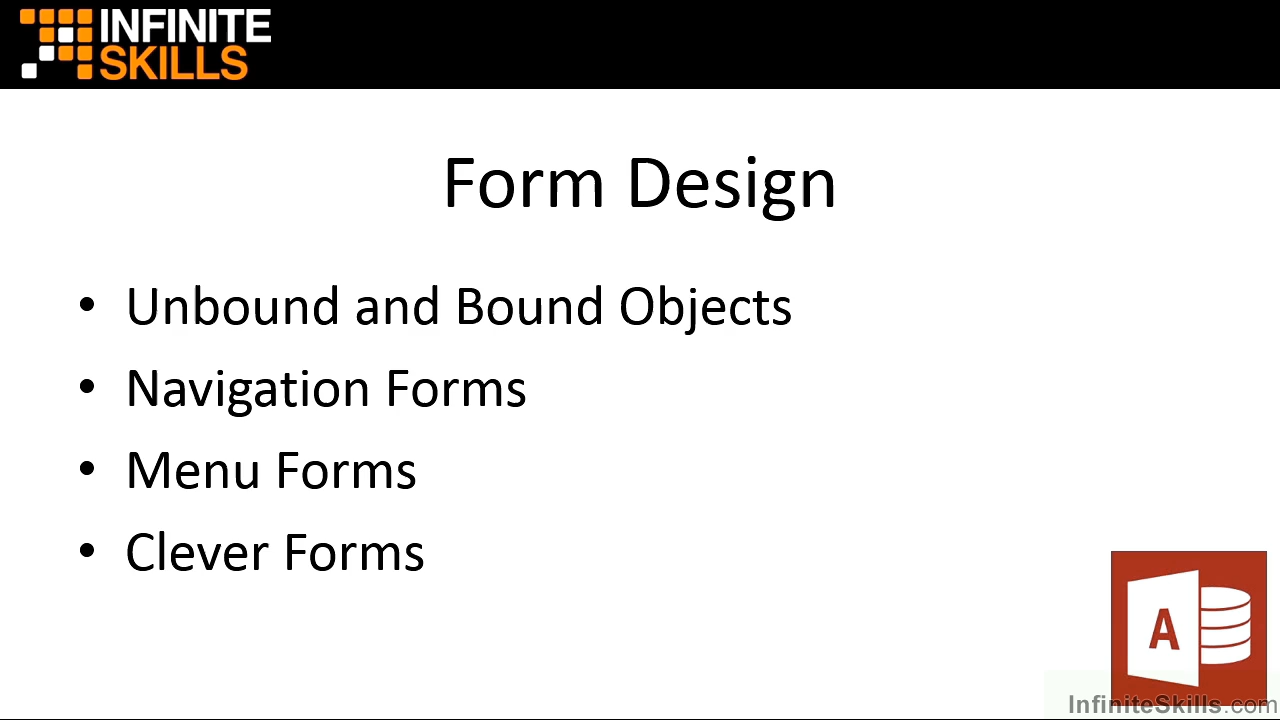 INFINITE
SKILLS
Form Design
• Unbound and Bound Objects
• Navigation Forms
• Menu Forms
• Clever Forms
A
InfiniteSkills.com